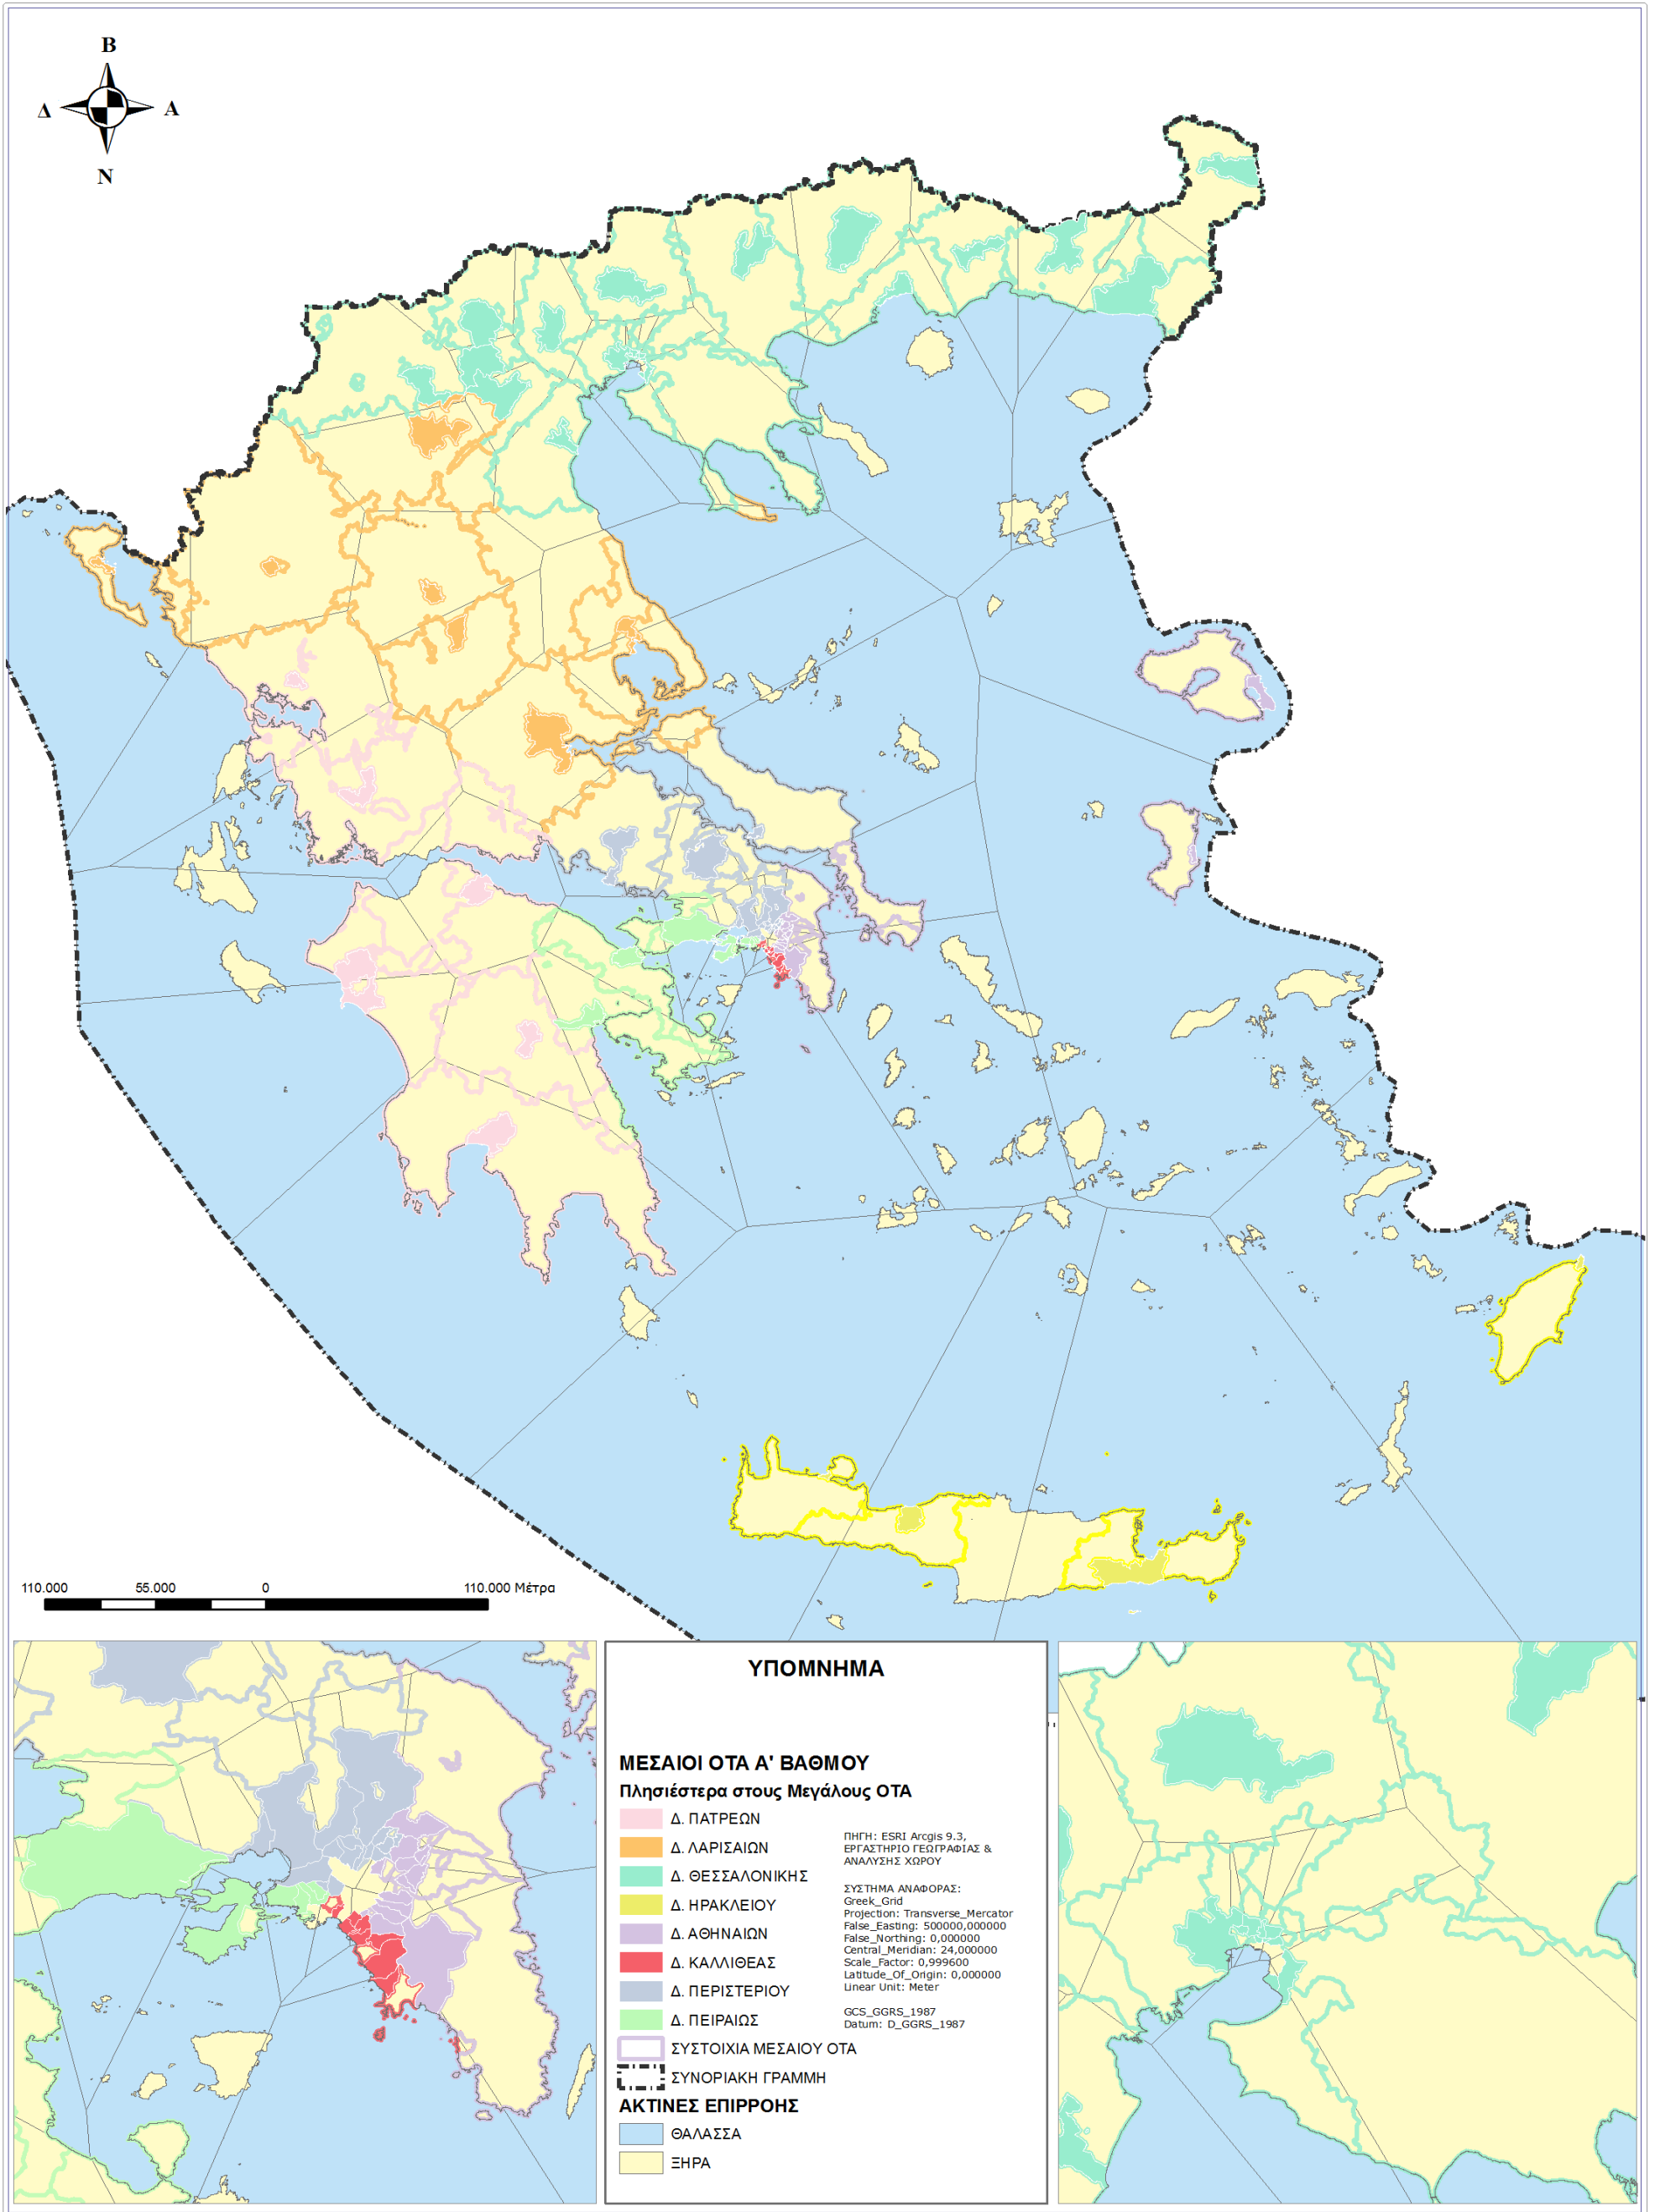 Β
Δ Α
Ν
110.000 55.000 0 110.000 Μέτρα
ΥΠΟΜΝΗΜΑ
ΜΕΣΑΙΟΙ ΟΤΑ Α' ΒΑΘΜΟΥ
Πλησιέστερα στους Μεγάλους ΟΤΑ
Δ. ΠΑΤΡΕΩΝ
Δ. ΛΑΡΙΣΑΙΩΝ
Δ. ΘΕΣΣΑΛΟΝΙΚΗΣ
Δ. ΗΡΑΚΛΕΙΟΥ
Δ. ΑΘΗΝΑΙΩΝ
Δ. ΚΑΛΛΙΘΕΑΣ
Δ. ΠΕΡΙΣΤΕΡΙΟΥ
Δ. ΠΕΙΡΑΙΩΣ
ΣΥΣΤΟΙΧΙΑ ΜΕΣΑΙΟΥ ΟΤΑ
ΣΥΝΟΡΙΑΚΗ ΓΡΑΜΜΗ
ΑΚΤΙΝΕΣ ΕΠΙΡΡΟΗΣ
ΘΑΛΑΣΣΑ
ΞΗΡΑ
ΠΗΓΗ: ESRI Arcgis 9.3,
ΕΡΓΑΣΤΗΡΙΟ ΓΕΩΓΡΑΦΙΑΣ &
ΑΝΑΛΥΣΗΣ ΧΩΡΟΥ
ΣΥΣΤΗΜΑ ΑΝΑΦΟΡΑΣ:
Greek_Grid
Projection: Transverse_Mercator
False_Easting: 500000,000000
False_Northing: 0,000000
Central_Meridian: 24,000000
Scale_Factor: 0,999600
Latitude_Of_Origin: 0,000000
Linear Unit: Meter
GCS_GGRS_1987
Datum: D_GGRS_1987